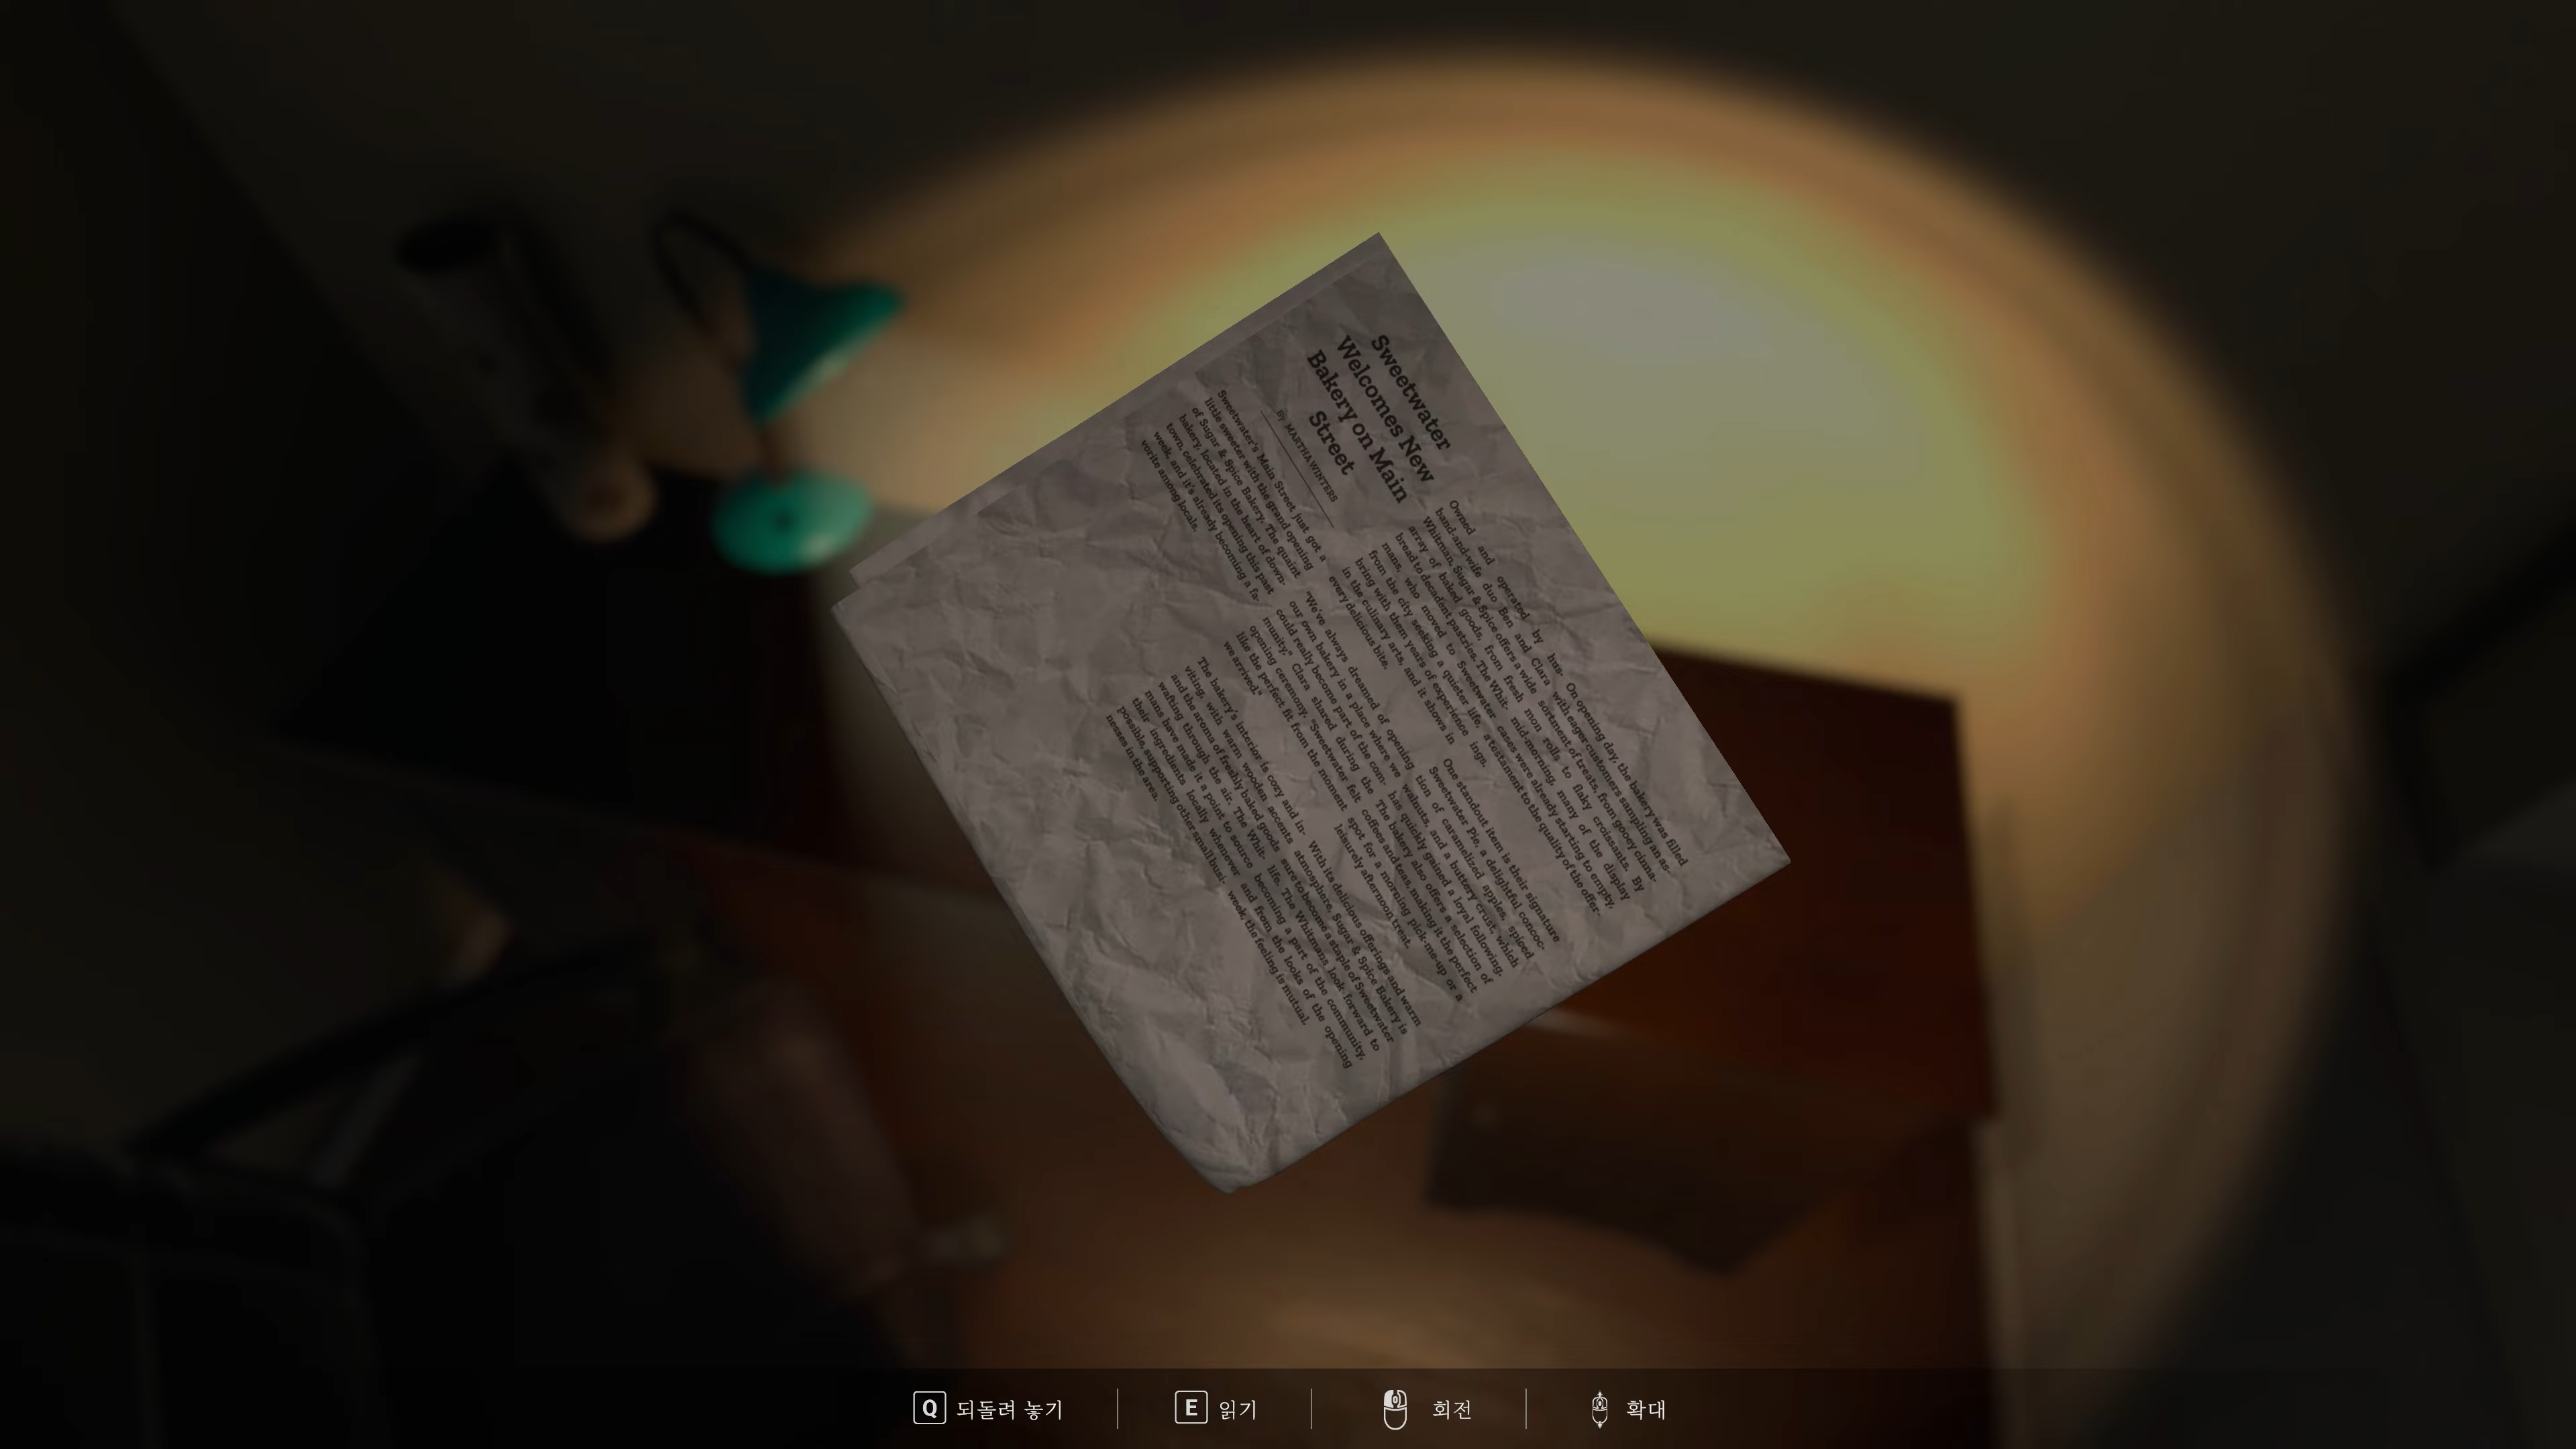 Sweetwater
Welcomes New
Bakery on Main
Street
By MARTHA WINTERS
Sweetwater's Main Street just got a
little sweeter with the grand opening
of Sugar & Spice Bakery. The quaint
bakery, located in the heart of down-
town, celebrated its opening this past
week, and it's already becoming a fa-
vorite among locals.
Owned and operated by hus-
band-and-wife duo Ben and Clara
Whitman, Sugar & Spice offers a wide
array of baked goods, from fresh
bread to decadent pastries. The Whit-
mans, who moved to Sweetwater
from the city seeking a quieter life,
bring with them years of experience
in the culinary arts, and it shows in
every delicious bite.
"We've always dreamed of opening
our own bakery in a place where we
could really become part of the com-
munity," Clara shared during the
opening ceremony. "Sweetwater felt
like the perfect fit from the moment
we arrived."
The bakery's interior is cozy and in-
viting, with warm wooden accents
and the aroma of freshly baked goods
wafting through the air. The Whit-
mans have made it a point to source
their ingredients locally whenever
possible, supporting other small busi-
nesses in the area.
On opening day, the bakery was filled
with eager customers sampling an as-
sortment of treats, from gooey cinna-
mon rolls to flaky croissants. By
mid-morning, many of the display
cases were already starting to empty,
a testament to the quality of the offer-
ings.
One standout item is their signature
Sweetwater Pie, a delightful concoc-
tion of caramelized apples, spiced
walnuts, and a buttery crust, which
has quickly gained a loyal following.
The bakery also offers a selection of
coffees and teas, making it the perfect
spot for a morning pick-me-up or a
leisurely afternoon treat.
With its delicious offerings and warm
atmosphere, Sugar & Spice Bakery is
sure to become a staple of Sweetwater
life. The Whitmans look forward to
becoming a part of the community,
and from the looks of the opening
week, the feeling is mutual.
Q 되돌려 놓기
E 읽기
회전
확대